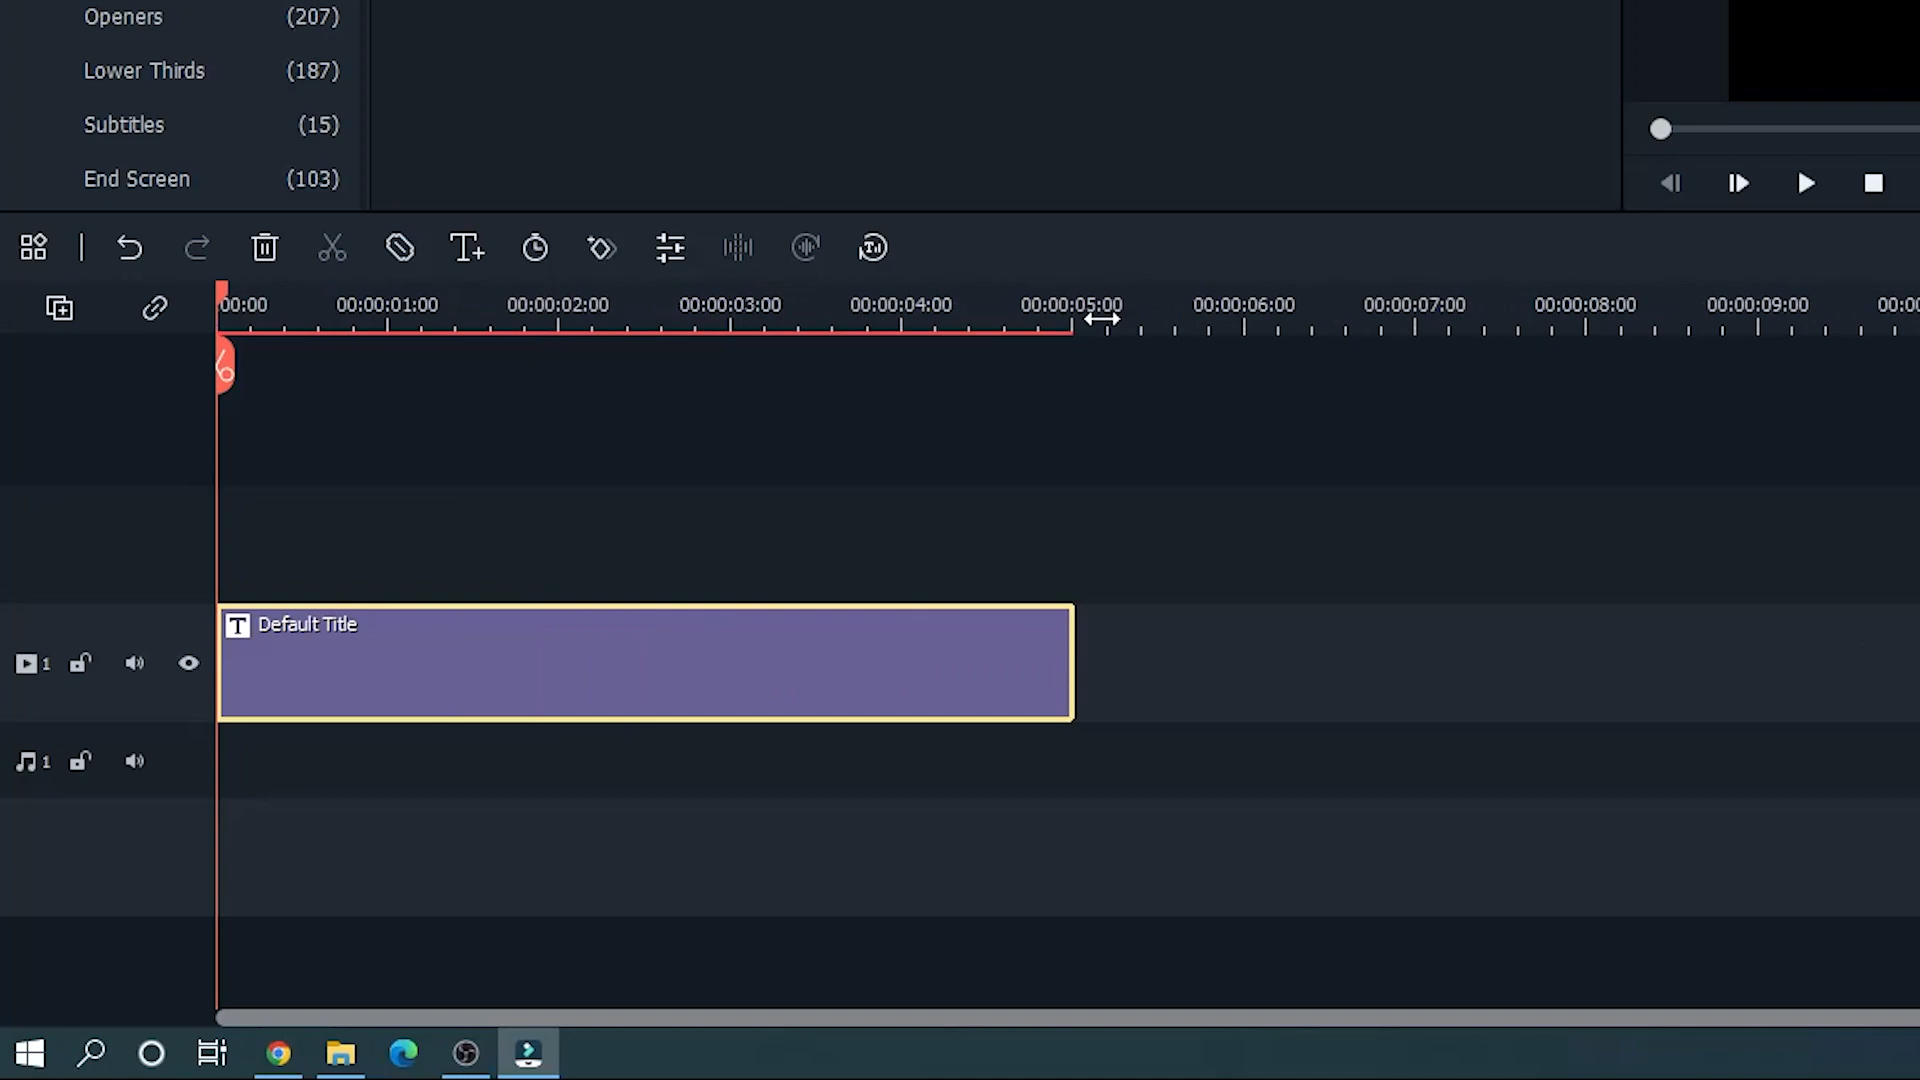 Openers (207)
Lower Thirds (187)
Subtitles (15)
End Screen (103)
00:00 00:00:01:00 00:00:02:00 00:00:03:00 00:00:04:00 00:00:05:00 00:00:06:00 00:00:07:00 00:00:08:00 00:00:09:00 00:00
T Default Title
1
1